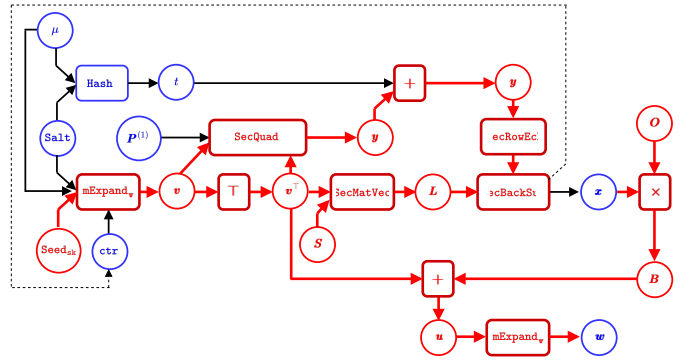 μ
Hash
t
+
y
Salt
P(1)
SecQuad
y
ecRowEc
O
mExpandv
v
⊤
v⊤
SecMatVec
L
ecBackSu
x
×
Seedsk
ctr
S
+
B
u
mExpandv
w